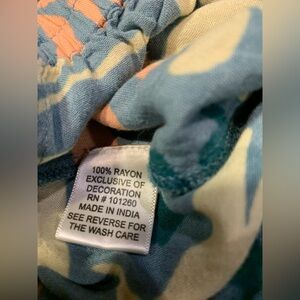 100% RAYON
EXCLUSIVE OF
DECORATION
RN # 101260
MADE IN INDIA
SEE REVERSE FOR
THE WASH CARE